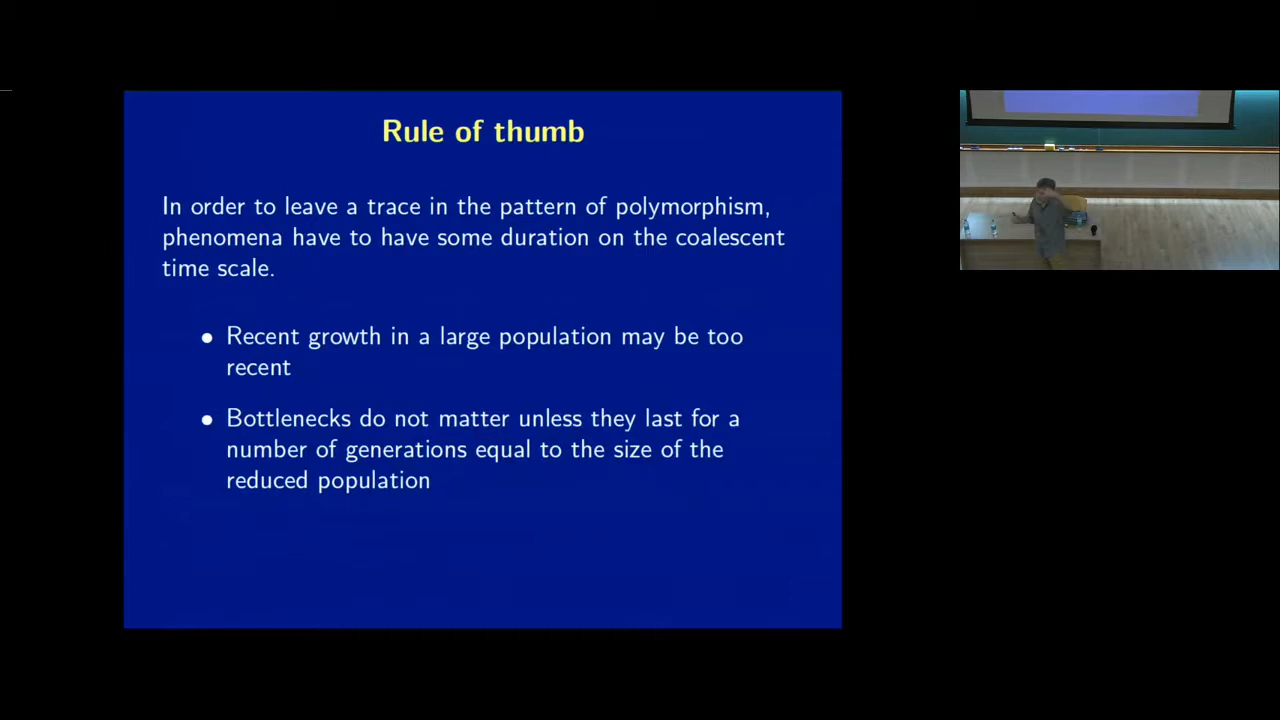 Rule of thumb
In order to leave a trace in the pattern of polymorphism,
phenomena have to have some duration on the coalescent
time scale.
• Recent growth in a large population may be too
recent
• Bottlenecks do not matter unless they last for a
number of generations equal to the size of the
reduced population